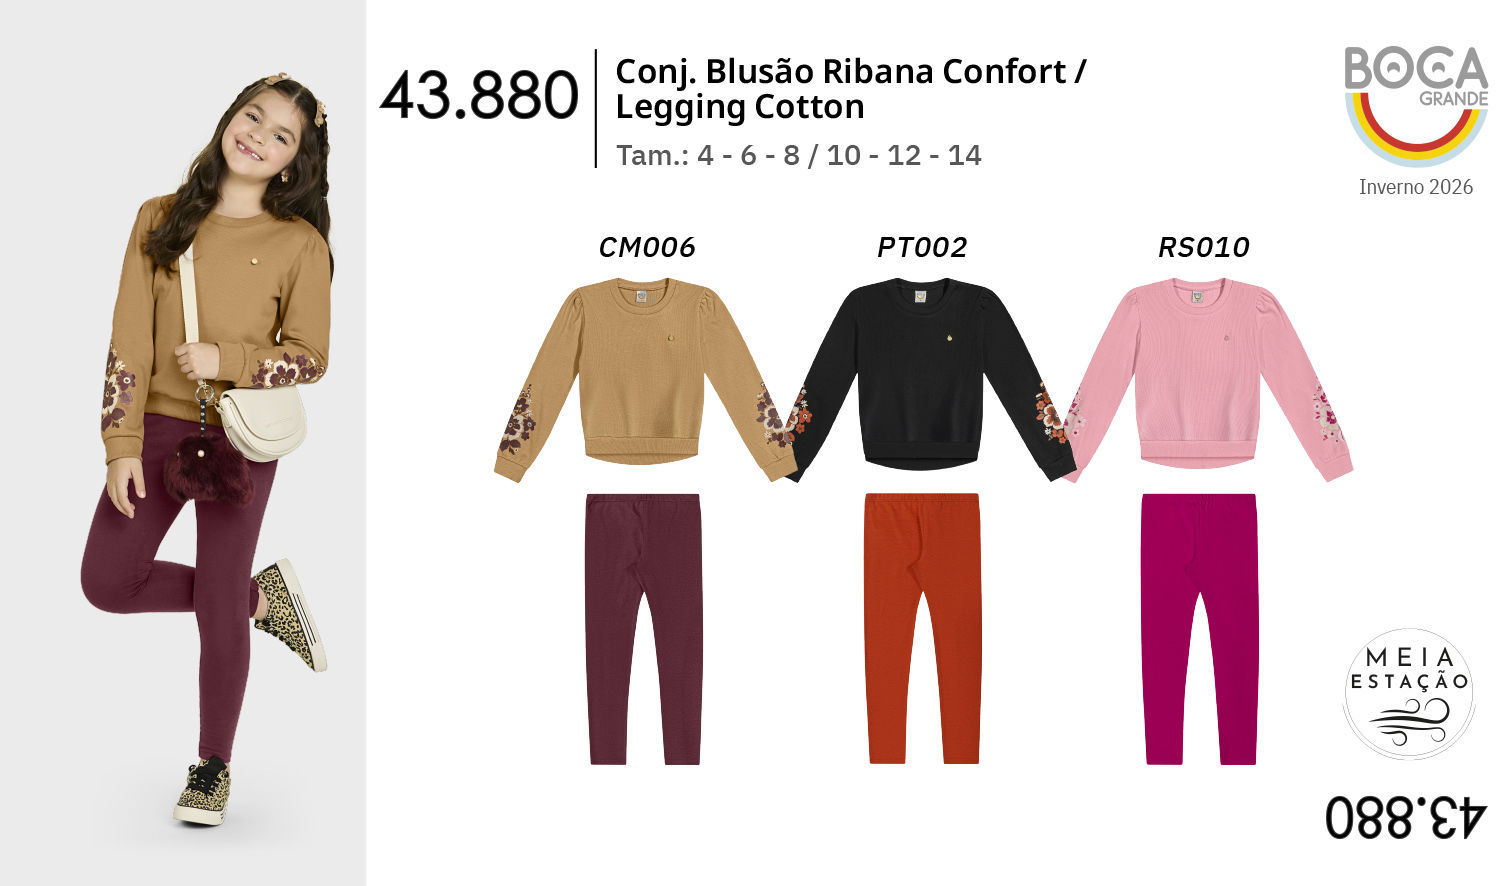 43.880
Conj. Blusão Ribana Confort /
Legging Cotton
Tam.: 4 - 6 - 8 / 10 - 12 - 14
BOCA
GRANDE
Inverno 2026
CM006
PT002
RS010
MEIA
ESTAÇÃO
43.880